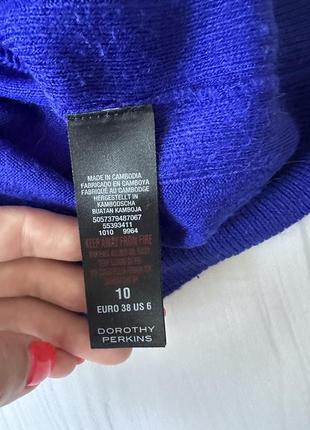 MADE IN CAMBODIA
FABRICADO EN CAMBOYA
FABRIQUÉ AU CAMBODGE
HERGESTELLT IN
KAMBODSCHA
BUATAN KAMBOJA
5057379487067
55393411
1010 9964
KEEP AWAY FROM FIRE
10
EURO 38 US 6
DOROTHY
PERKINS